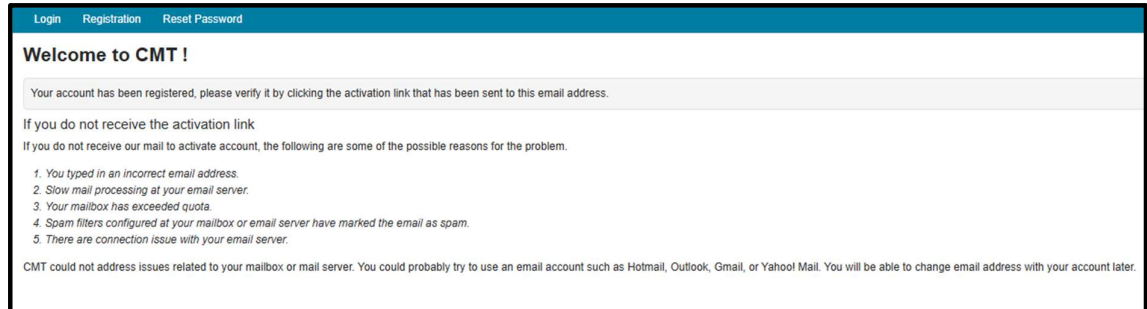 Login Registration Reset Password
Welcome to CMT !
Your account has been registered, please verify it by clicking the activation link that has been sent to this email address.
If you do not receive the activation link
If you do not receive our mail to activate account, the following are some of the possible reasons for the problem.
1. You typed in an incorrect email address.
2. Slow mail processing at your email server.
3. Your mailbox has exceeded quota.
4. Spam filters configured at your mailbox or email server have marked the email as spam.
5. There are connection issue with your email server.
CMT could not address issues related to your mailbox or mail server. You could probably try to use an email account such as Hotmail, Outlook, Gmail, or Yahoo! Mail. You will be able to change email address with your account later.